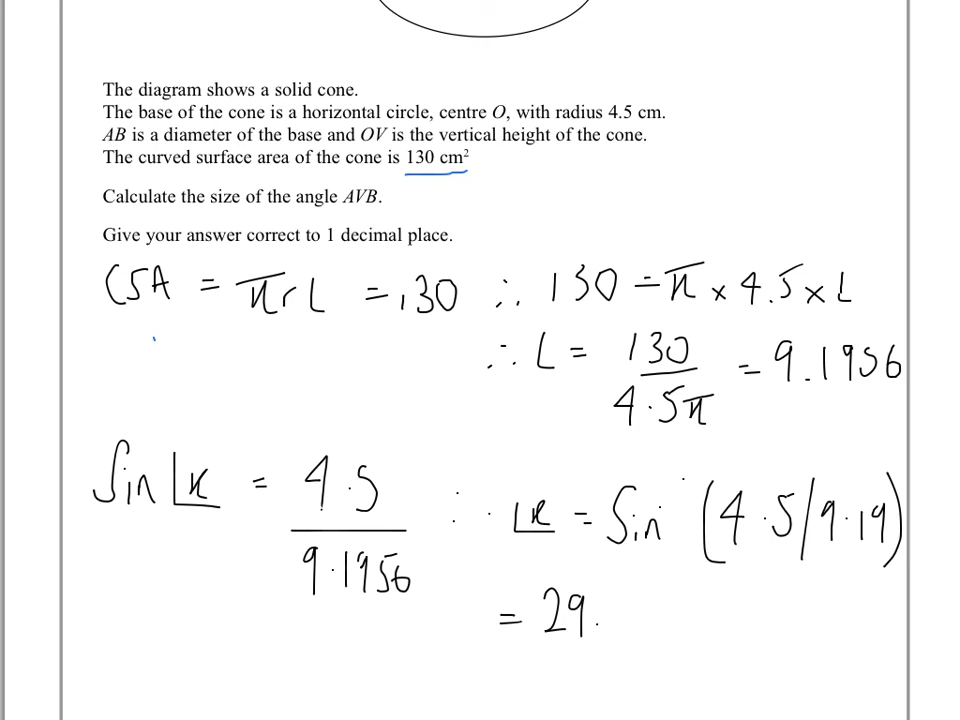 The diagram shows a solid cone.
The base of the cone is a horizontal circle, centre O, with radius 4.5 cm.
AB is a diameter of the base and OV is the vertical height of the cone.
The curved surface area of the cone is 130 cm²
Calculate the size of the angle AVB.
Give your answer correct to 1 decimal place.
CSA = πrL = 130 ∴ 130 = π × 4.5 × L
∴ L = 130/4.5π = 9.1956
Sin ∠x = 4.5/9.1956 ∴ ∠x = Sin (4.5/9.19)
= 29.